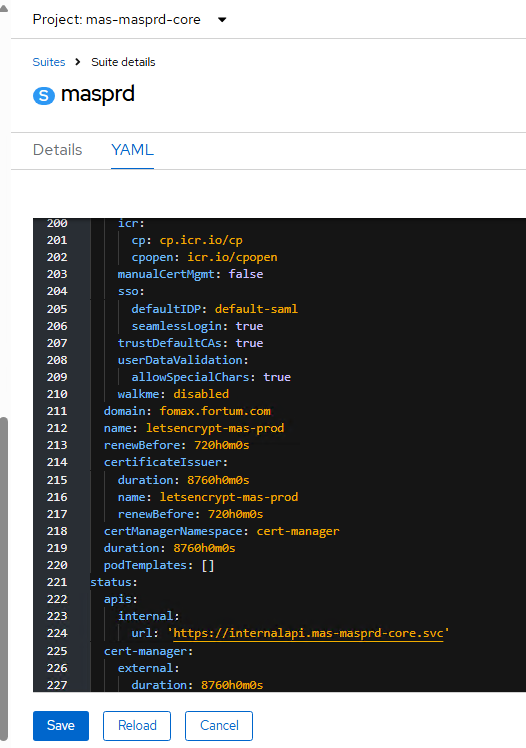 Project: mas-masprd-core
Suites > Suite details
S masprd
Details YAML
200 icr:
201 cp: cp.icr.io/cp
202 cpopen: icr.io/cpopen
203 manualCertMgmt: false
204 sso:
205 defaultIDP: default-saml
206 seamlessLogin: true
207 trustDefaultCAs: true
208 userDataValidation:
209 allowSpecialChars: true
210 walkme: disabled
211 domain: fomax.fortum.com
212 name: letsencrypt-mas-prod
213 renewBefore: 720h0m0s
214 certificateIssuer:
215 duration: 8760h0m0s
216 name: letsencrypt-mas-prod
217 renewBefore: 720h0m0s
218 certManagerNamespace: cert-manager
219 duration: 8760h0m0s
220 podTemplates: []
221 status:
222 apis:
223 internal:
224 url: 'https://internalapi.mas-masprd-core.svc'
225 cert-manager:
226 external:
227 duration: 8760h0m0s
Save Reload Cancel